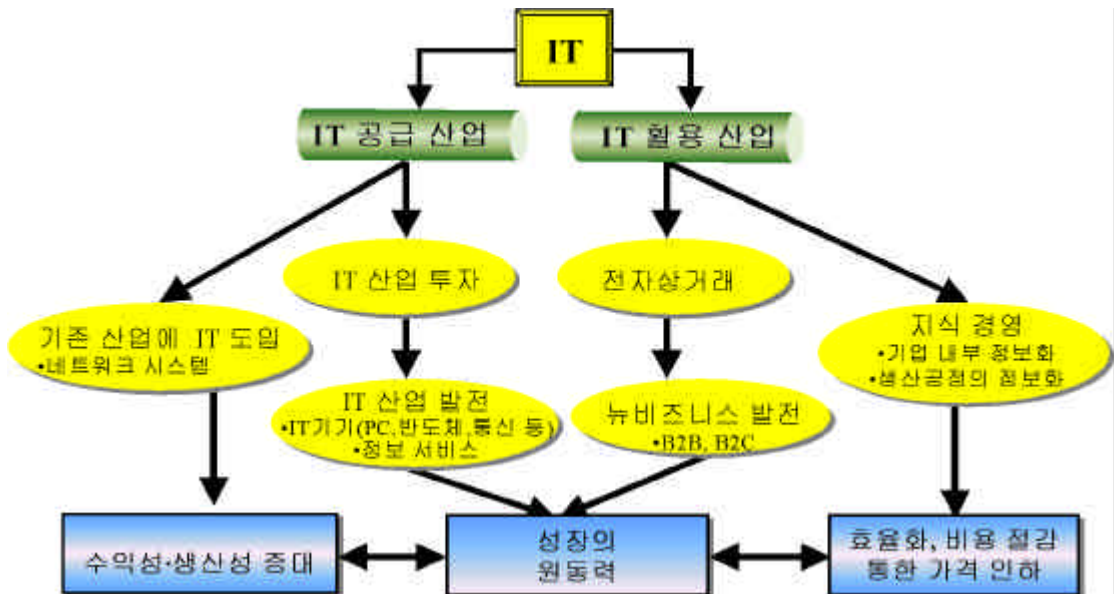 IT
IT 공급 산업
IT 활용 산업
IT 산업 투자
전자상거래
기존 산업에 IT 도입
•네트워크 시스템
지식 경영
•기업 내부 정보화
•생산공정의 정보화
IT 산업 발전
•IT기기(PC,반도체,통신 등)
•정보 서비스
뉴비즈니스 발전
•B2B, B2C
수익성·생산성 증대
성장의
원동력
효율화, 비용 절감
통한 가격 인하